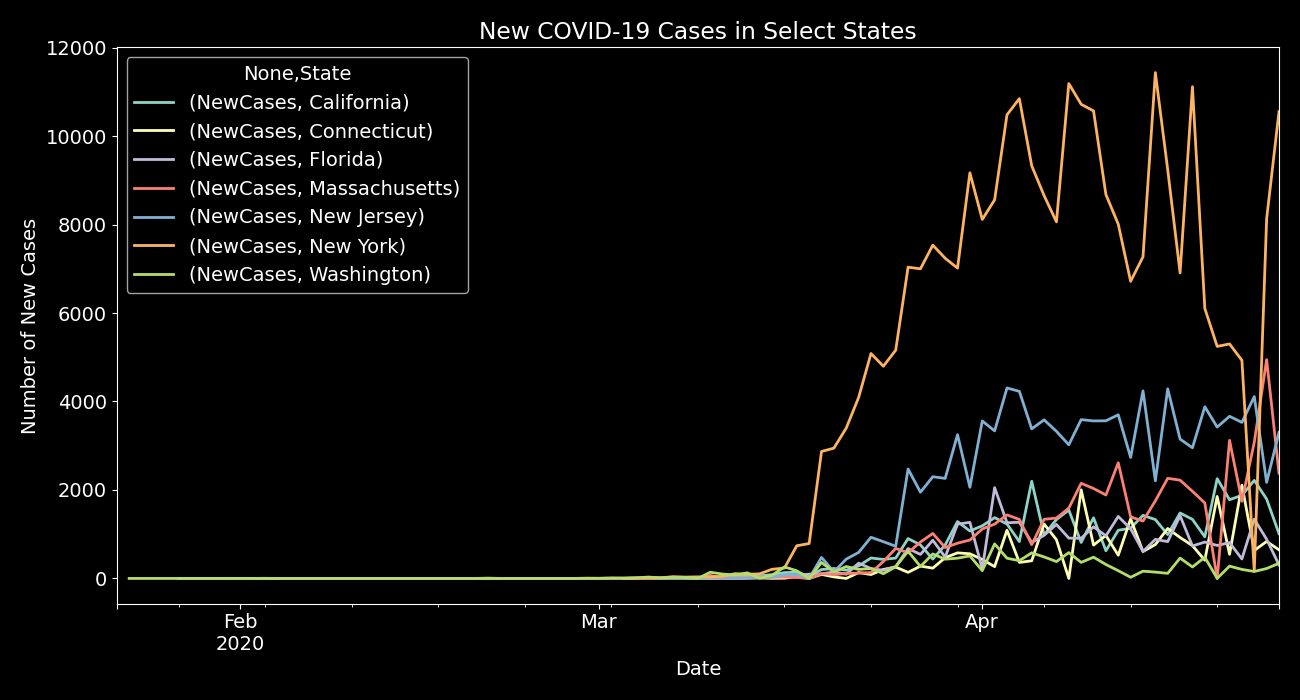 New COVID-19 Cases in Select States
12000
10000
8000
6000
4000
2000
0
Number of New Cases
None,State
(NewCases, California)
(NewCases, Connecticut)
(NewCases, Florida)
(NewCases, Massachusetts)
(NewCases, New Jersey)
(NewCases, New York)
(NewCases, Washington)
Feb Mar Apr
2020
Date